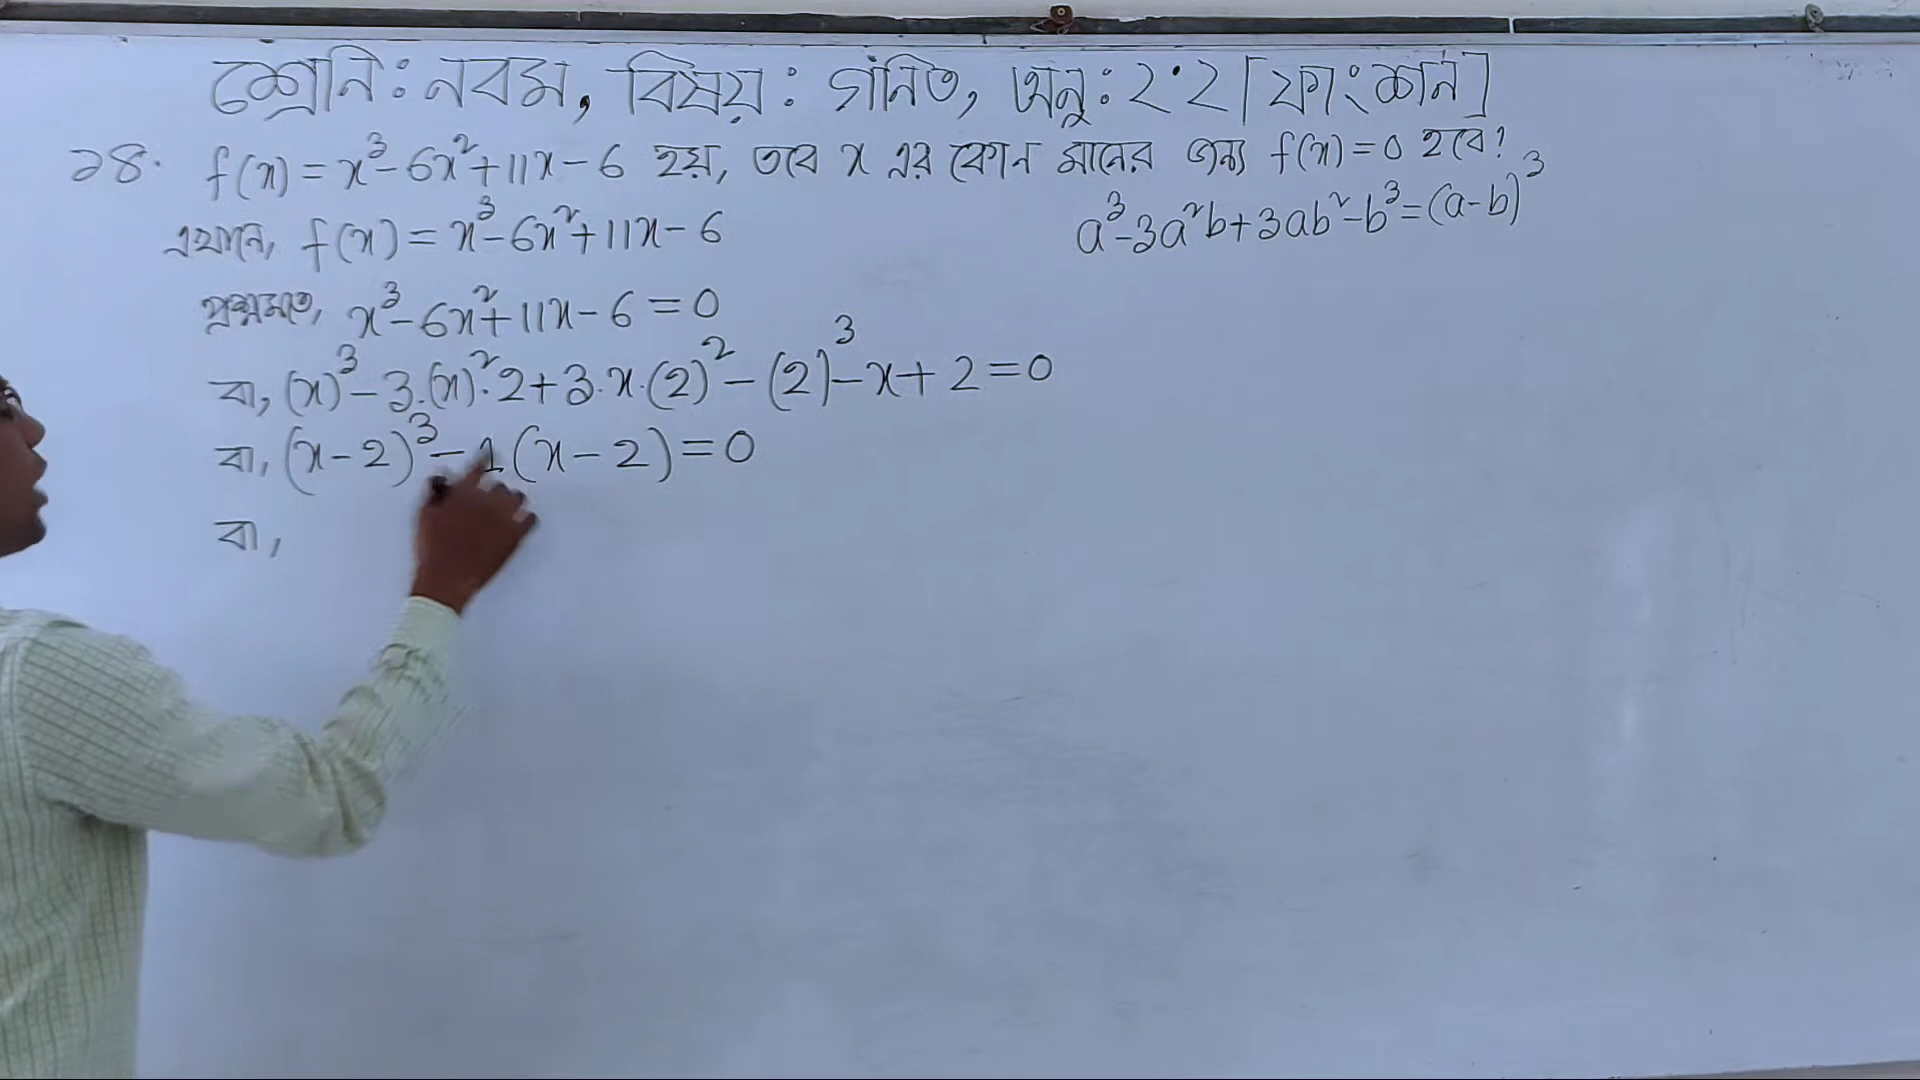 শ্রেনি: নবম, বিষয়: গনিত, অনু: ২.২ [ফাংশন]
১৪. f(x) = x³-6x²+11x-6 হয়, তবে x এর কোন মানের জন্য f(x)=0 হবে?
a³-3a²b+3ab²-b³=(a-b)³
এখানে, f(x) = x³-6x²+11x-6
প্রশ্নমতে, x³-6x²+11x-6=0
বা, (x)³-3.(x)².2+3.x.(2)²-(2)³-x+2=0
বা, (x-2)³-1(x-2)=0
বা,